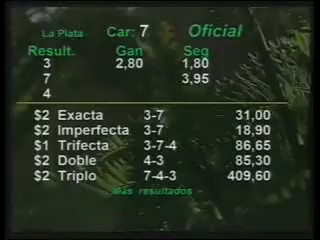 La Plata Car: 7 Oficial
Result. Gan Seg
3 2,80 1,80
7 3,95
4
$2 Exacta 3-7 31,00
$2 Imperfecta 3-7 18,90
$1 Trifecta 3-7-4 86,65
$2 Doble 4-3 85,30
$2 Triplo 7-4-3 409,60
más resultados